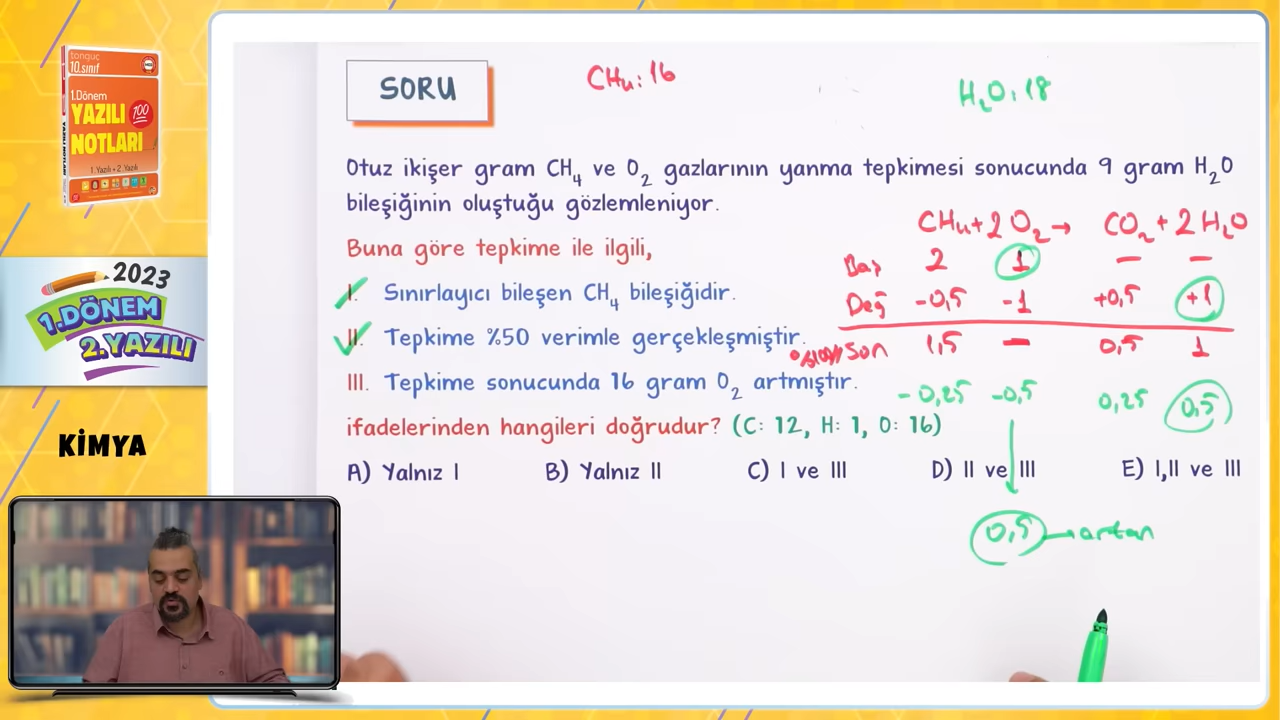 tonguç
10.sınıf
1.Dönem
YAZILI
100
NOTLARI
YAZILI NOTLARI
1. Yazılı + 2. Yazılı
2023
1.DÖNEM
2.YAZILI
KİMYA
SORU
CH4: 16
H2O: 18
Otuz ikişer gram CH4 ve O2 gazlarının yanma tepkimesi sonucunda 9 gram H2O
bileşiğinin oluştuğu gözlemleniyor.
CH4 + 2 O2 → CO2 + 2 H2O
Buna göre tepkime ile ilgili,
Baş 2 1 - -
I. Sınırlayıcı bileşen CH4 bileşiğidir.
Değ -0,5 -1 +0,5 +1
II. Tepkime %50 verimle gerçekleşmiştir.
%100 Son 1,5 - 0,5 1
III. Tepkime sonucunda 16 gram O2 artmıştır.
-0,25 -0,5 0,25 0,5
ifadelerinden hangileri doğrudur? (C: 12, H: 1, O: 16)
A) Yalnız I B) Yalnız II C) I ve III D) II ve III E) I,II ve III
0,5 → artan